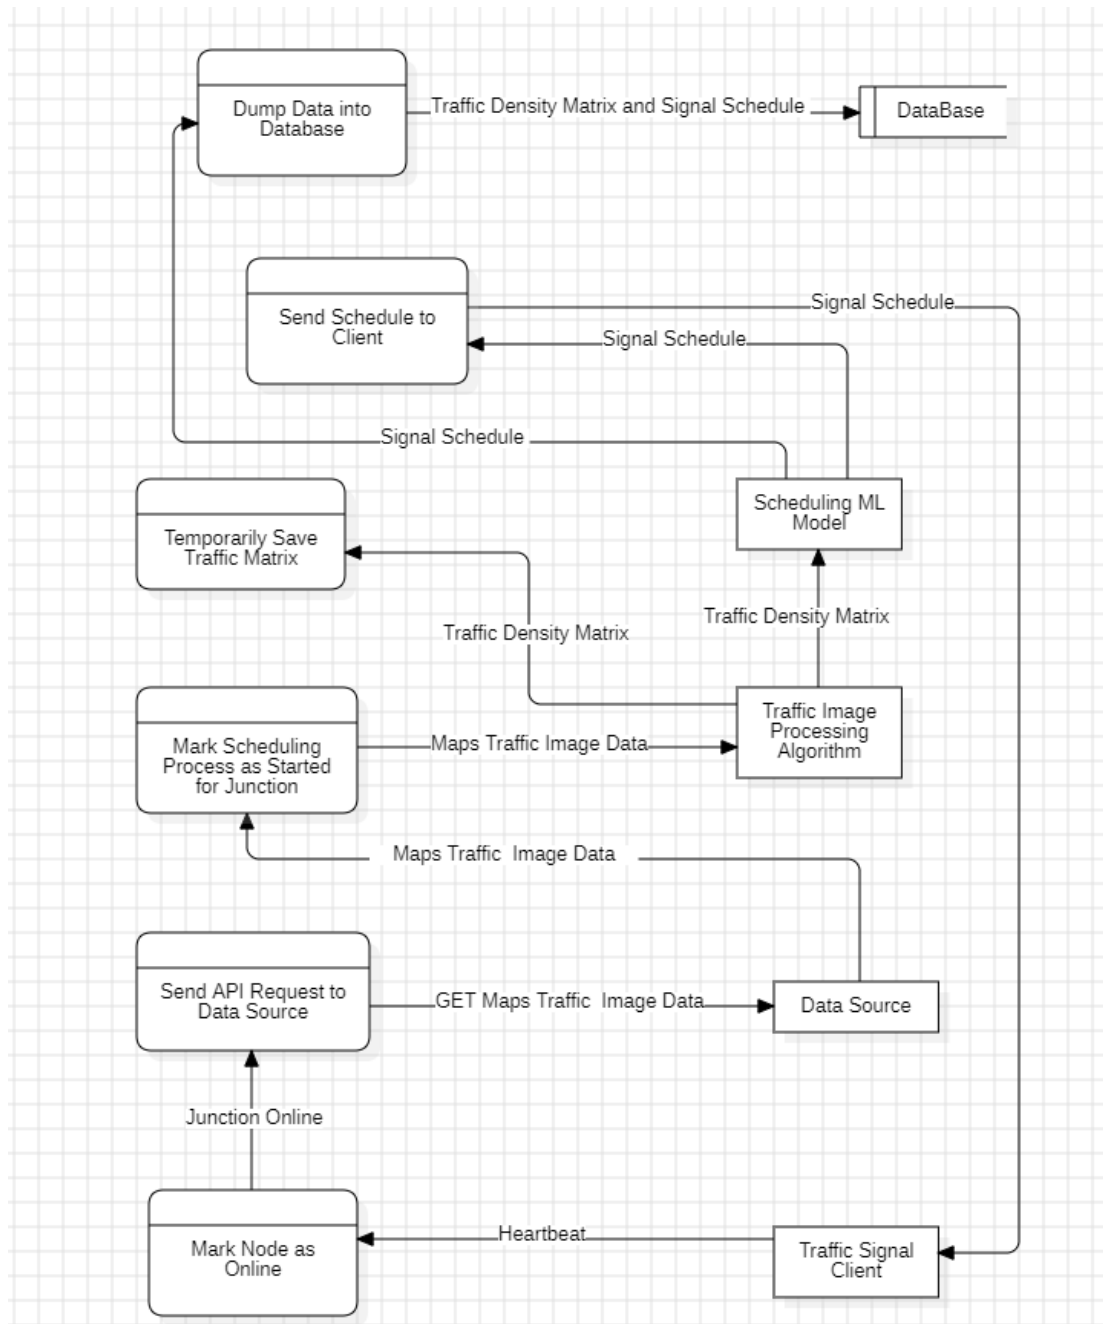 Dump Data into
Database
Traffic Density Matrix and Signal Schedule
DataBase
Signal Schedule
Send Schedule to
Client
Signal Schedule
Signal Schedule
Scheduling ML
Model
Temporarily Save
Traffic Matrix
Traffic Density Matrix
Traffic Density Matrix
Traffic Image
Processing
Algorithm
Mark Scheduling
Process as Started
for Junction
Maps Traffic Image Data
Maps Traffic  Image Data
Send API Request to
Data Source
GET Maps Traffic  Image Data
Data Source
Junction Online
Mark Node as
Online
Heartbeat
Traffic Signal
Client